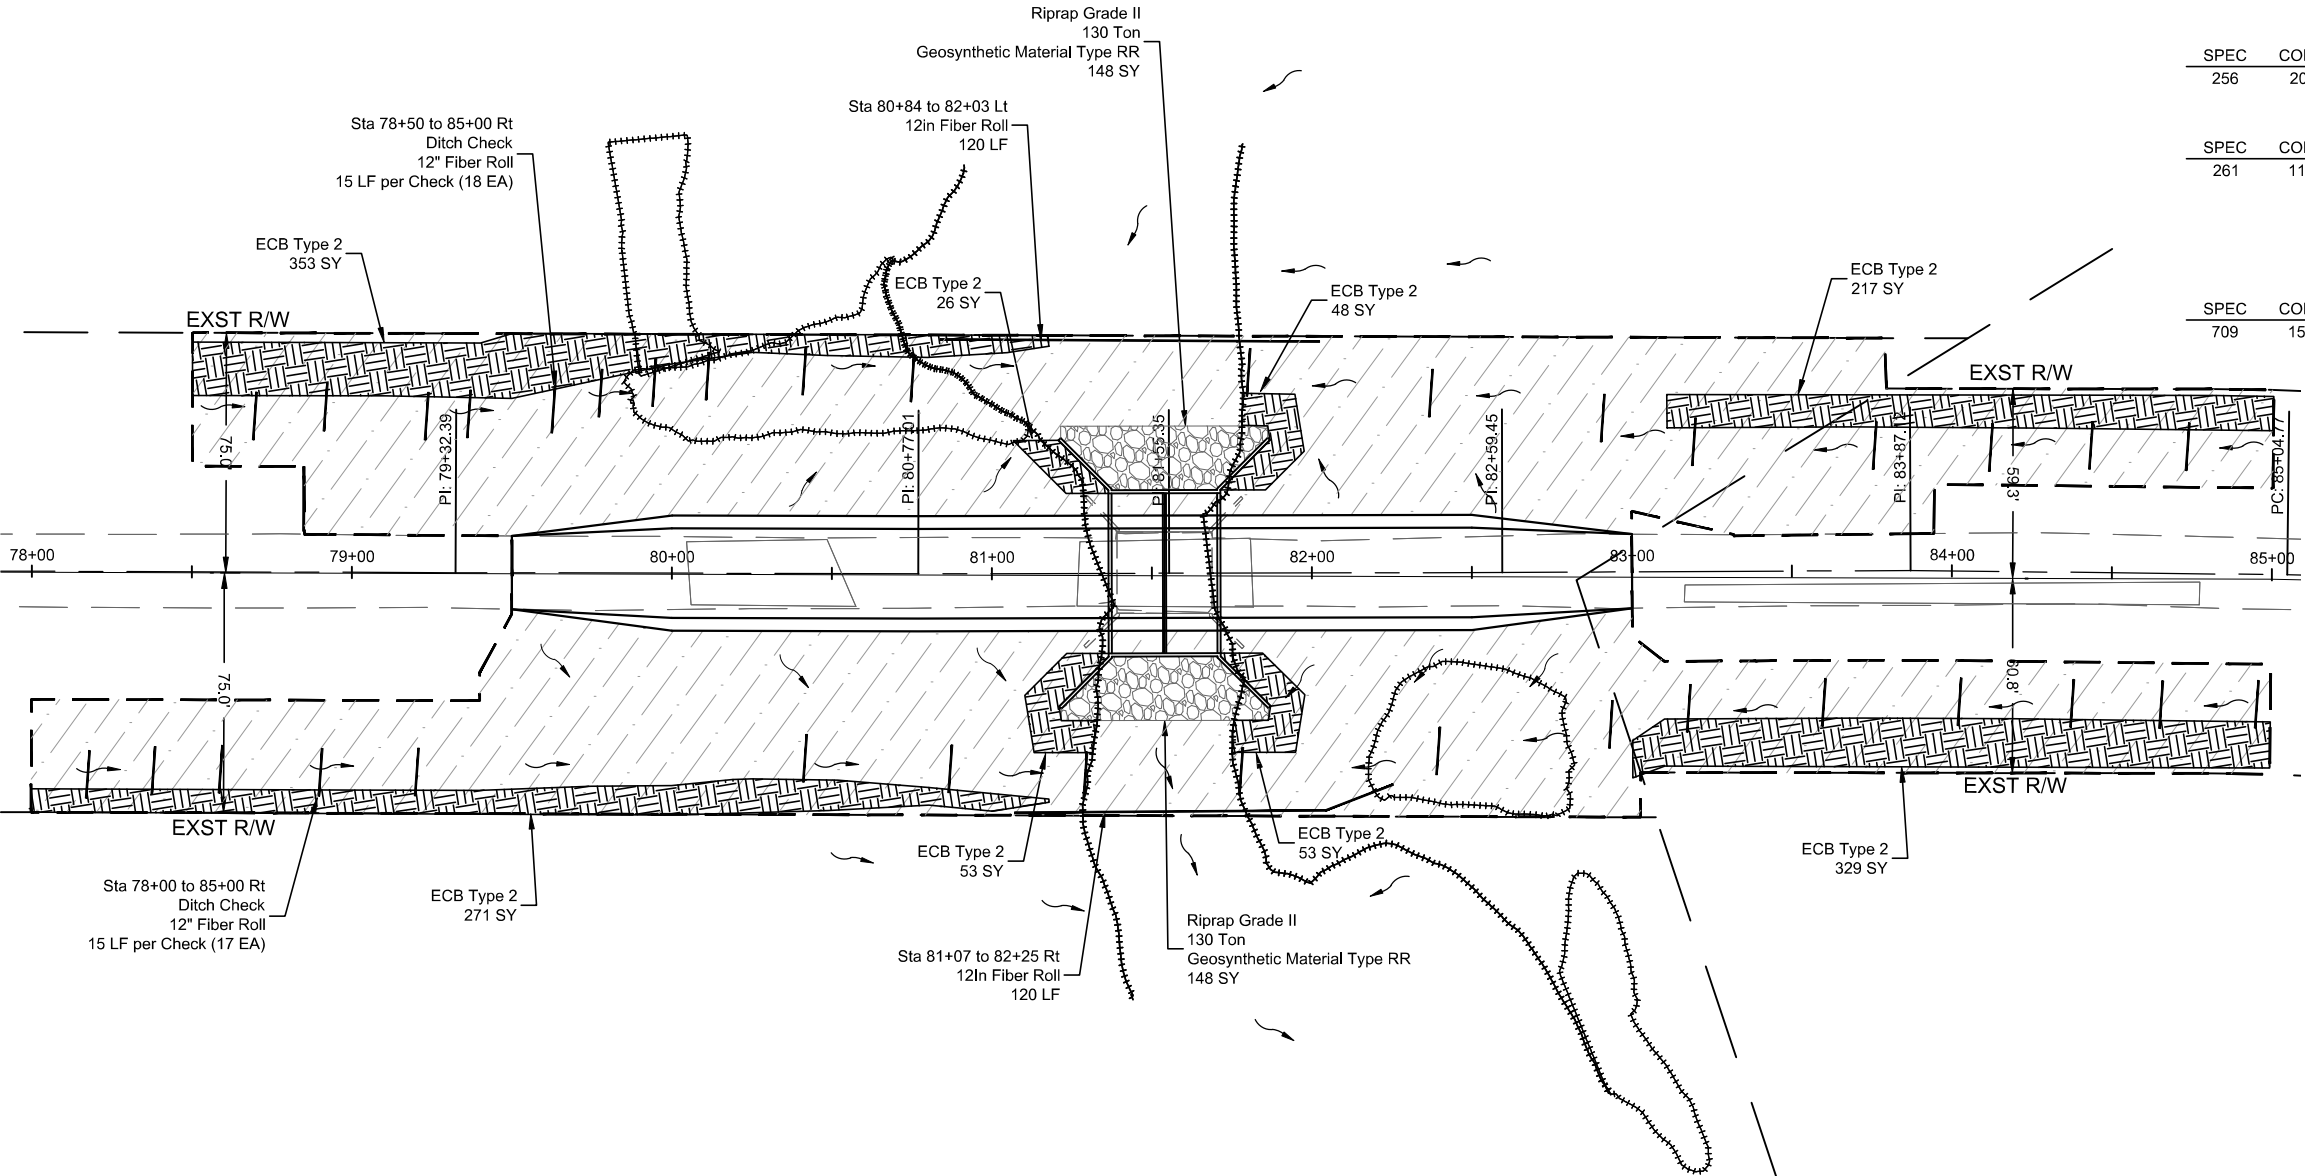 Riprap Grade II
130 Ton
Geosynthetic Material Type RR
148 SY
SPEC
256 20
Sta 80+84 to 82+03 Lt
12in Fiber Roll
120 LF
Sta 78+50 to 85+00 Rt
Ditch Check
12" Fiber Roll
15 LF per Check (18 EA)
SPEC
261 11
ECB Type 2
353 SY
ECB Type 2
26 SY
ECB Type 2
48 SY
ECB Type 2
217 SY
SPEC
709 15
EXST R/W
EXST R/W
75.0'
PI: 79+32.39
PI: 80+77.01
PI: 81+55.35
PI: 82+59.45
59.3'
PC: 85+04.77
78+00
79+00
80+00
81+00
82+00
83+00
84+00
85+00
75.0'
60.8'
EXST R/W
EXST R/W
ECB Type 2
53 SY
ECB Type 2
53 SY
ECB Type 2
329 SY
Sta 78+00 to 85+00 Rt
Ditch Check
12" Fiber Roll
15 LF per Check (17 EA)
ECB Type 2
271 SY
Sta 81+07 to 82+25 Rt
12In Fiber Roll
120 LF
Riprap Grade II
130 Ton
Geosynthetic Material Type RR
148 SY